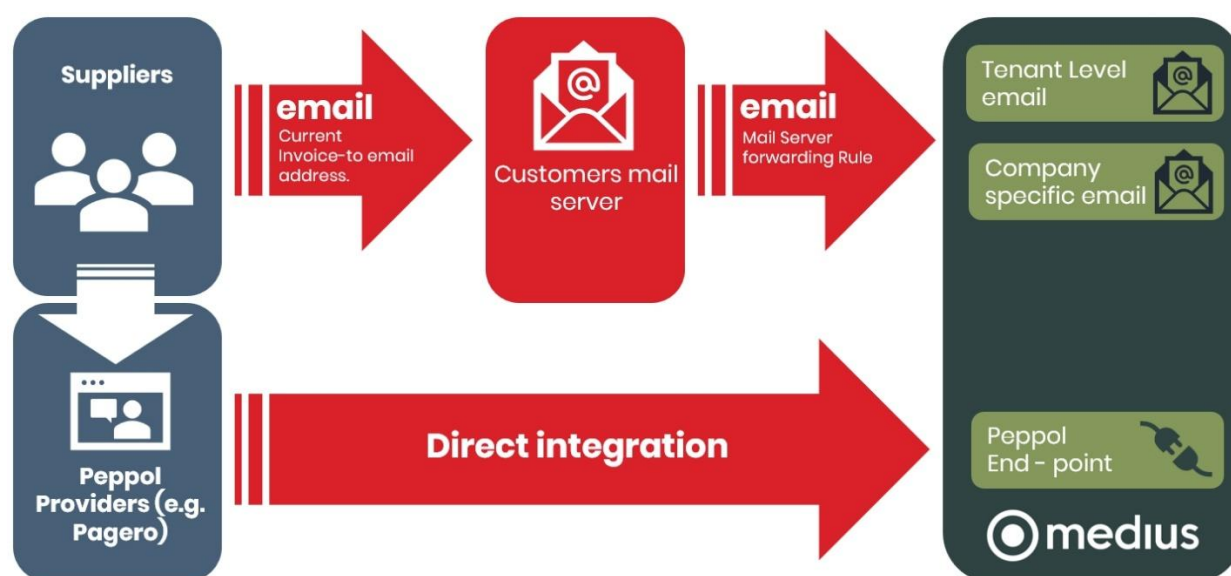 Suppliers
email
Current
Invoice-to email
address.
Customers mail
server
email
Mail Server
forwarding Rule
Tenant Level
email
Company
specific email
Peppol
Providers (e.g.
Pagero)
Direct integration
Peppol
End - point
medius